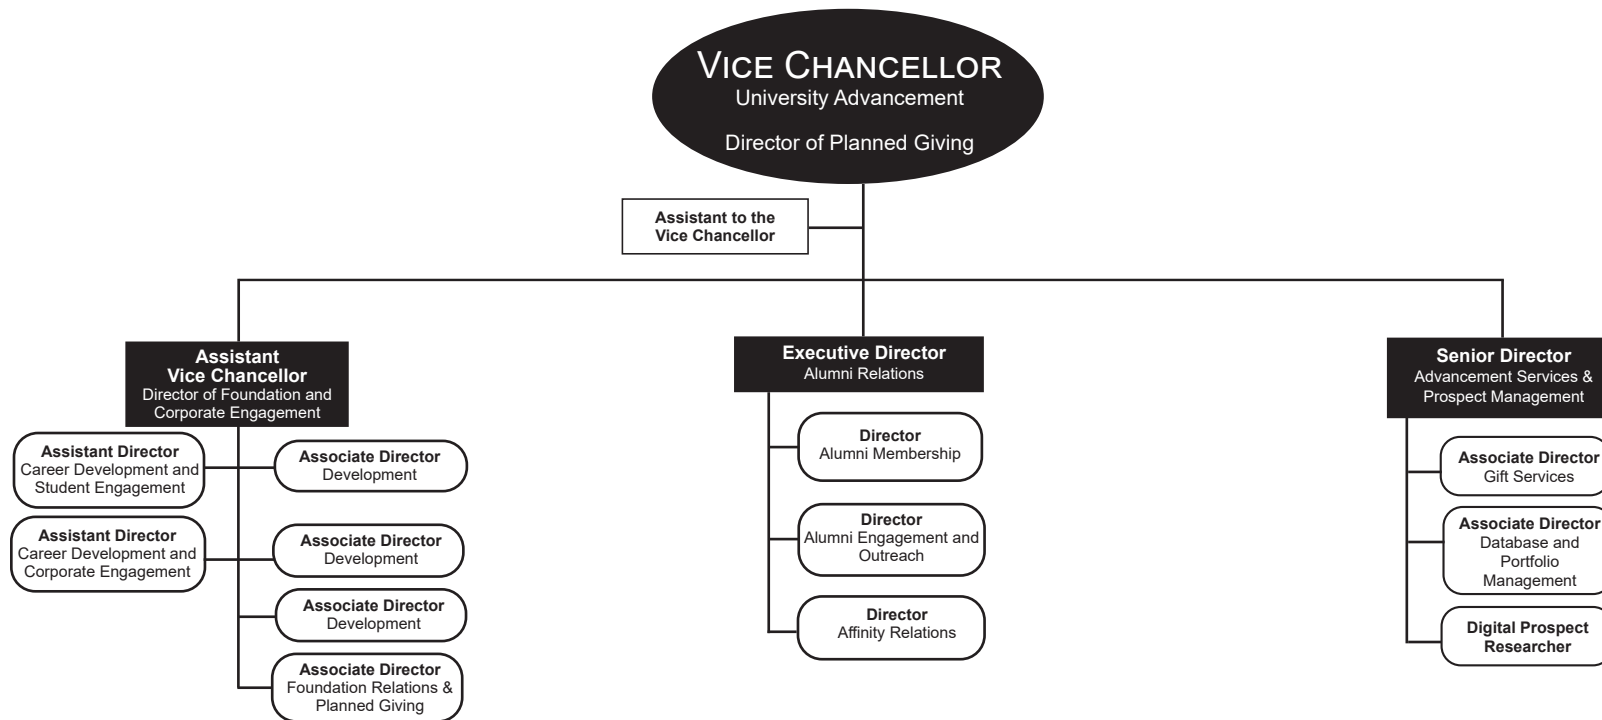 VICE CHANCELLOR
University Advancement
Director of Planned Giving
Assistant to the
Vice Chancellor
Assistant
Vice Chancellor
Director of Foundation and
Corporate Engagement
Assistant Director
Career Development and
Student Engagement
Associate Director
Development
Assistant Director
Career Development and
Corporate Engagement
Associate Director
Development
Associate Director
Development
Associate Director
Foundation Relations &
Planned Giving
Executive Director
Alumni Relations
Director
Alumni Membership
Director
Alumni Engagement and
Outreach
Director
Affinity Relations
Senior Director
Advancement Services &
Prospect Management
Associate Director
Gift Services
Associate Director
Database and
Portfolio
Management
Digital Prospect
Researcher